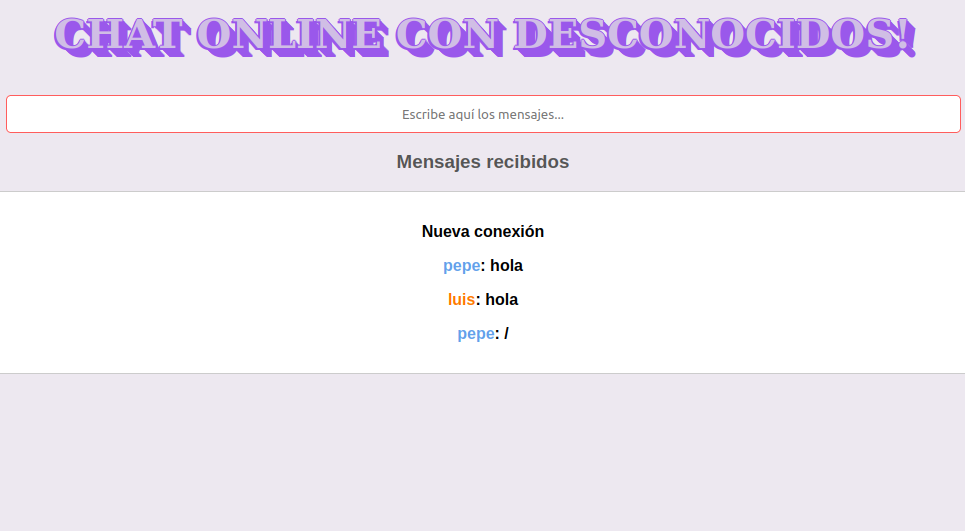 CHAT ONLINE CON DESCONOCIDOS!
Escribe aquí los mensajes...
Mensajes recibidos
Nueva conexión
pepe: hola
luis: hola
pepe: /